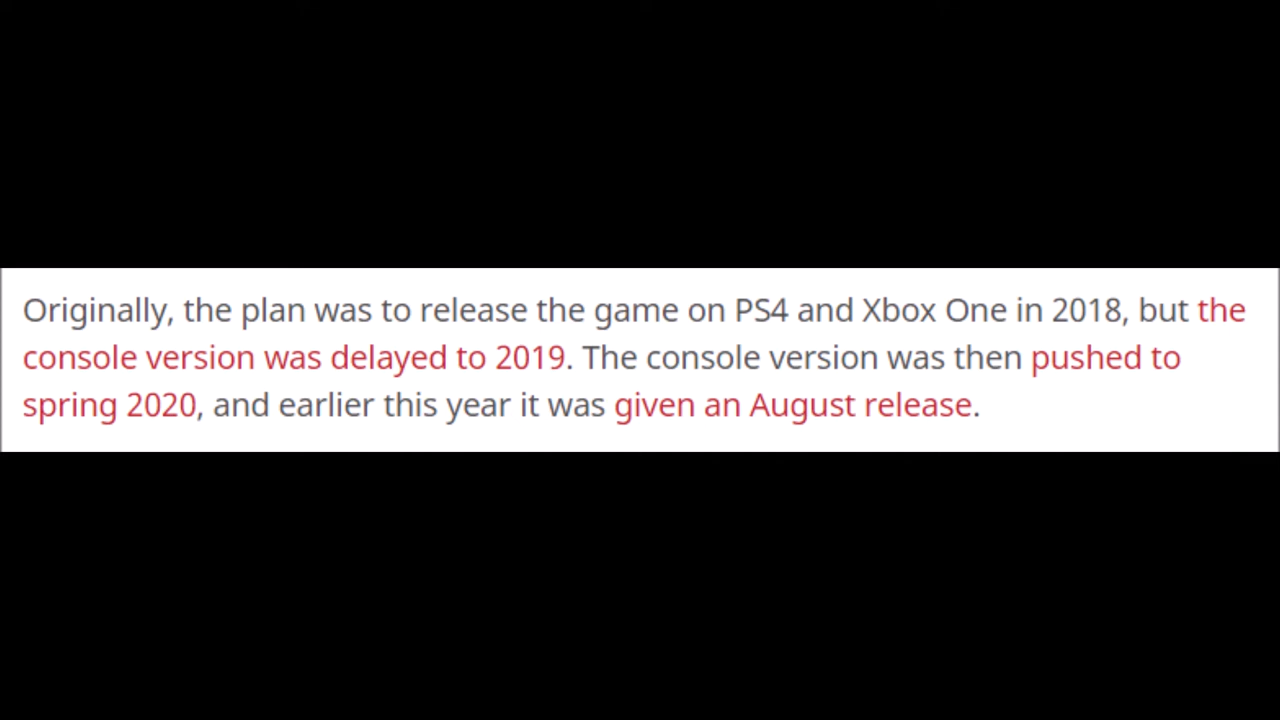 Originally, the plan was to release the game on PS4 and Xbox One in 2018, but the
console version was delayed to 2019. The console version was then pushed to
spring 2020, and earlier this year it was given an August release.